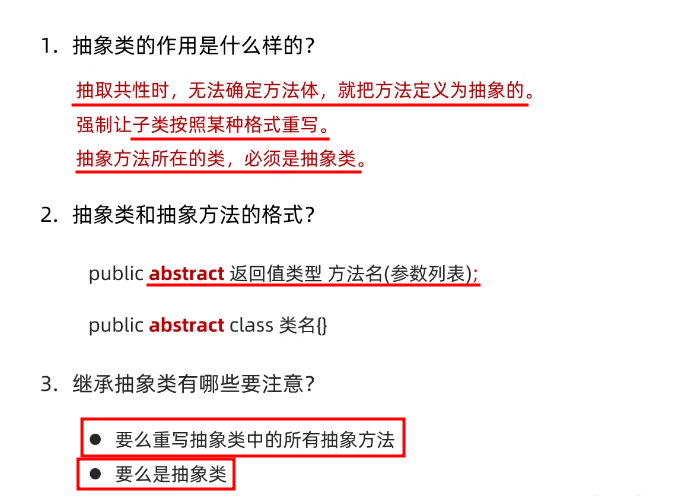 1. 抽象类的作用是什么样的？
抽取共性时，无法确定方法体，就把方法定义为抽象的。
强制让子类按照某种格式重写。
抽象方法所在的类，必须是抽象类。
2. 抽象类和抽象方法的格式？
public abstract 返回值类型 方法名(参数列表);
public abstract class 类名{}
3. 继承抽象类有哪些要注意？
● 要么重写抽象类中的所有抽象方法
● 要么是抽象类